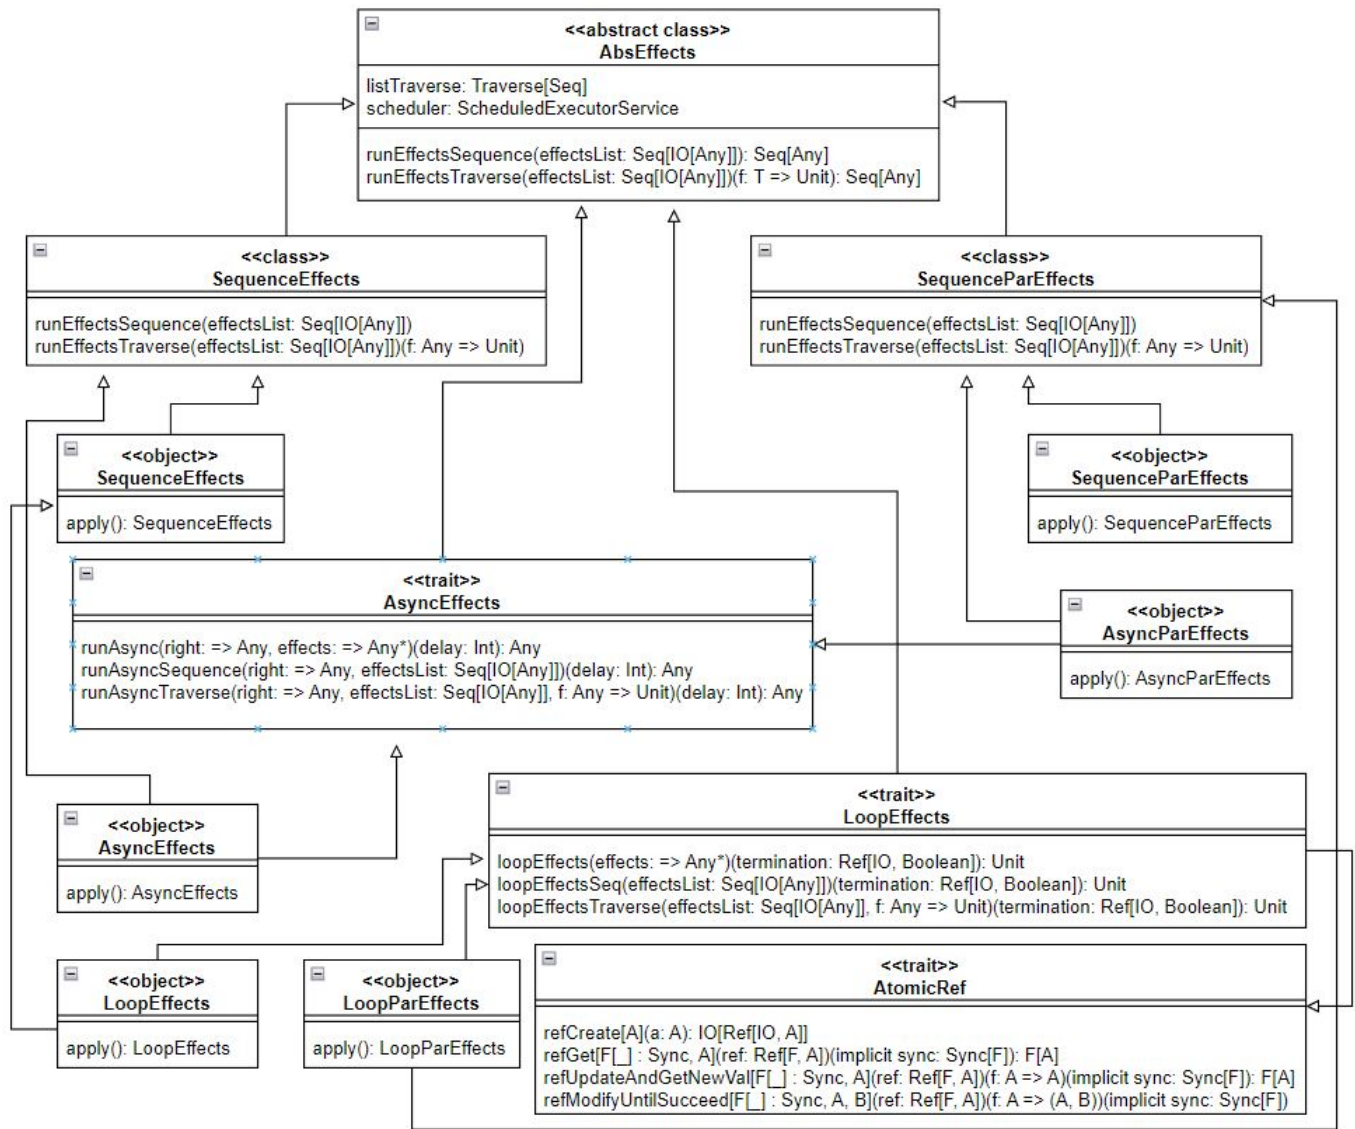 <<abstract class>>
AbsEffects
listTraverse: Traverse[Seq]
scheduler: ScheduledExecutorService
runEffectsSequence(effectsList: Seq[IO[Any]]): Seq[Any]
runEffectsTraverse(effectsList: Seq[IO[Any]])(f: T => Unit): Seq[Any]
<<class>>
SequenceEffects
runEffectsSequence(effectsList: Seq[IO[Any]])
runEffectsTraverse(effectsList: Seq[IO[Any]])(f: Any => Unit)
<<class>>
SequenceParEffects
runEffectsSequence(effectsList: Seq[IO[Any]])
runEffectsTraverse(effectsList: Seq[IO[Any]])(f: Any => Unit)
<<object>>
SequenceEffects
apply(): SequenceEffects
<<object>>
SequenceParEffects
apply(): SequenceParEffects
<<trait>>
AsyncEffects
runAsync(right: => Any, effects: => Any*)(delay: Int): Any
runAsyncSequence(right: => Any, effectsList: Seq[IO[Any]])(delay: Int): Any
runAsyncTraverse(right: => Any, effectsList: Seq[IO[Any]], f: Any => Unit)(delay: Int): Any
<<object>>
AsyncParEffects
apply(): AsyncParEffects
<<object>>
AsyncEffects
apply(): AsyncEffects
<<trait>>
LoopEffects
loopEffects(effects: => Any*)(termination: Ref[IO, Boolean]): Unit
loopEffectsSeq(effectsList: Seq[IO[Any]])(termination: Ref[IO, Boolean]): Unit
loopEffectsTraverse(effectsList: Seq[IO[Any]], f: Any => Unit)(termination: Ref[IO, Boolean]): Unit
<<object>>
LoopEffects
apply(): LoopEffects
<<object>>
LoopParEffects
apply(): LoopParEffects
<<trait>>
AtomicRef
refCreate[A](a: A): IO[Ref[IO, A]]
refGet[F[_] : Sync, A](ref: Ref[F, A])(implicit sync: Sync[F]): F[A]
refUpdateAndGetNewVal[F[_] : Sync, A](ref: Ref[F, A])(f: A => A)(implicit sync: Sync[F]): F[A]
refModifyUntilSucceed[F[_] : Sync, A, B](ref: Ref[F, A])(f: A => (A, B))(implicit sync: Sync[F])